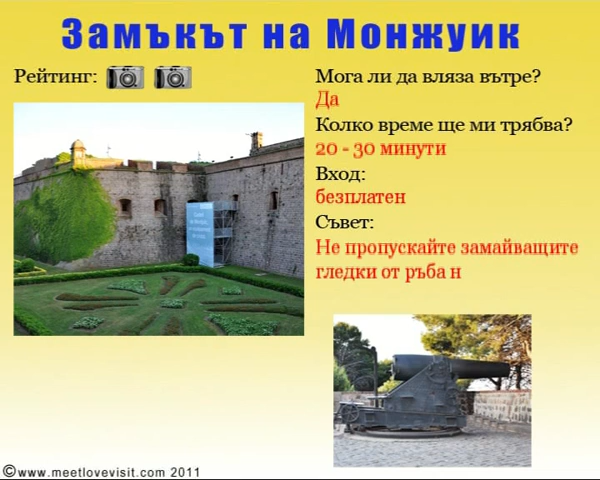 Замъкът на Монжуик
Рейтинг:
Мога ли да вляза вътре?
Да
Колко време ще ми трябва?
20 - 30 минути
Вход:
безплатен
Съвет:
Не пропускайте замайващите
гледки от ръба н
©www.meetlovevisit.com 2011